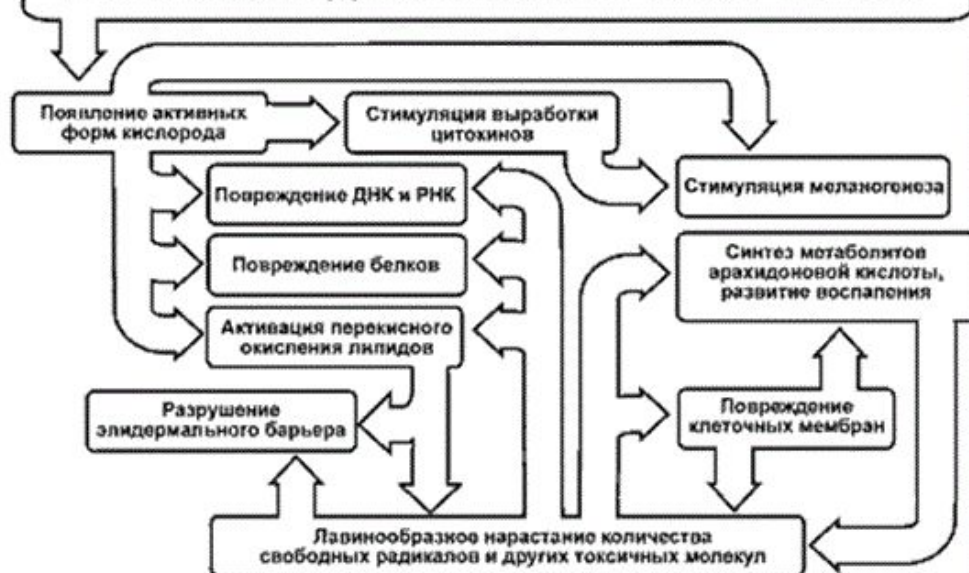 Появление активных
форм кислорода
Стимуляция выработки
цитокинов
Повреждение ДНК и РНК
Стимуляция меланогенеза
Повреждение белков
Синтез метаболитов
арахидоновой кислоты,
развитие воспаления
Активация перекисного
окисления липидов
Разрушение
эпидермального барьера
Повреждение
клеточных мембран
Лавинообразное нарастание количества
свободных радикалов и других токсичных молекул